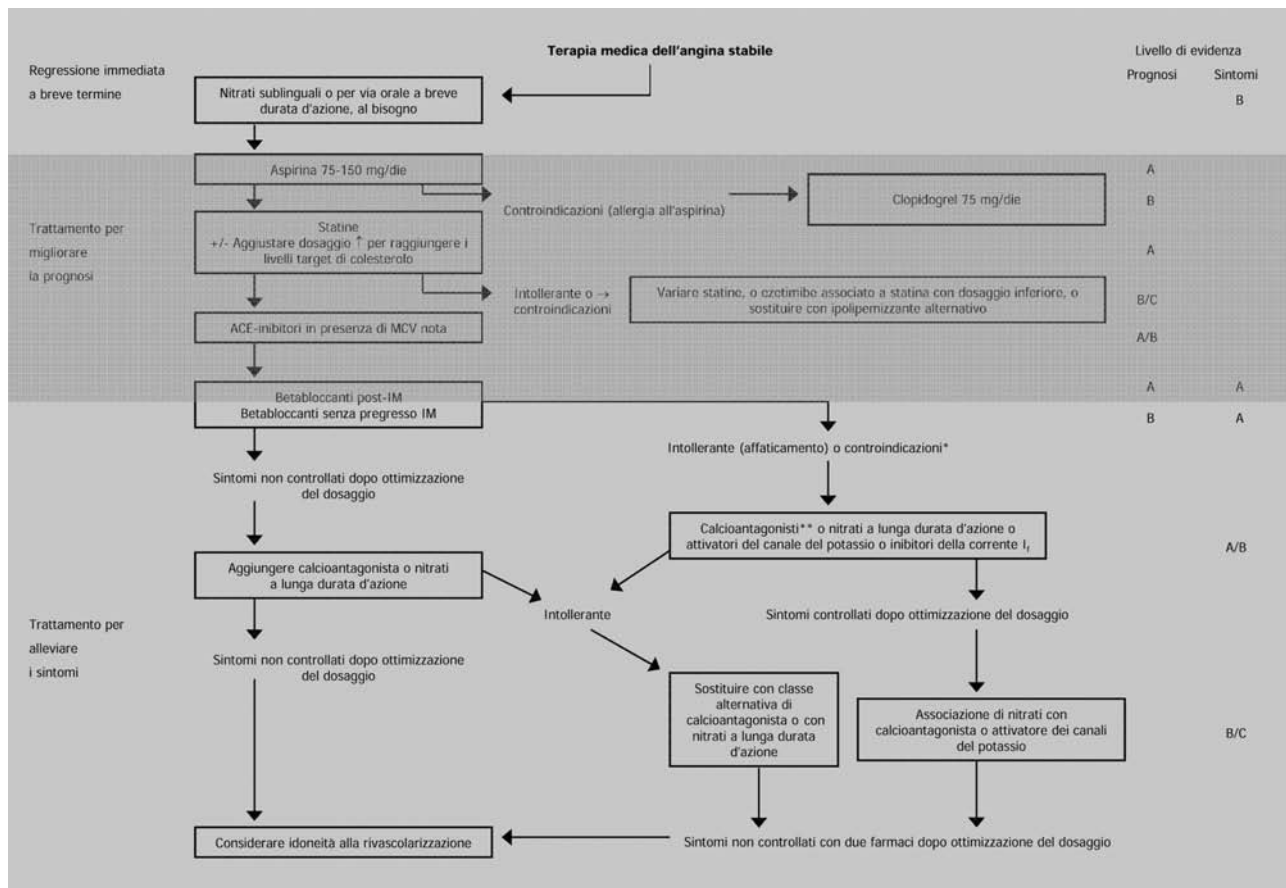 Terapia medica dell'angina stabile
Livello di evidenza
Prognosi
Sintomi
Regressione immediata
a breve termine
Nitrati sublinguali o per via orale a breve
durata d'azione, al bisogno
B
Aspirina 75-150 mg/die
A
Controindicazioni (allergia all'aspirina)
Clopidogrel 75 mg/die
B
Trattamento per
migliorare
la prognosi
Statine
+/- Aggiustare dosaggio ↑ per raggiungere i
livelli target di colesterolo
A
Intollerante o →
controindicazioni
Variare statine, o ezetimibe associato a statina con dosaggio inferiore, o
sostituire con ipolipemizzante alternativo
B/C
ACE-inibitori in presenza di MCV nota
A/B
Betabloccanti post-IM
A
A
Betabloccanti senza pregresso IM
B
A
Intollerante (affaticamento) o controindicazioni*
Sintomi non controllati dopo ottimizzazione
del dosaggio
Calcioantagonisti** o nitrati a lunga durata d'azione o
attivatori del canale del potassio o inibitori della corrente If
A/B
Aggiungere calcioantagonista o nitrati
a lunga durata d'azione
Intollerante
Sintomi controllati dopo ottimizzazione del dosaggio
Trattamento per
alleviare
i sintomi
Sintomi non controllati dopo ottimizzazione
del dosaggio
Sostituire con classe
alternativa di
calcioantagonista o con
nitrati a lunga durata
d'azione
Associazione di nitrati con
calcioantagonista o attivatore dei canali
del potassio
B/C
Considerare idoneità alla rivascolarizzazione
Sintomi non controllati con due farmaci dopo ottimizzazione del dosaggio